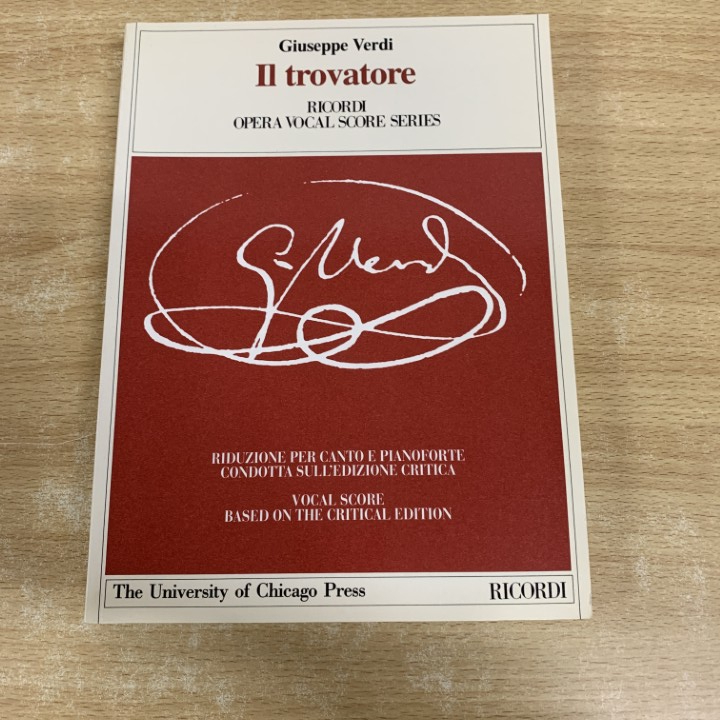 Giuseppe Verdi
Il trovatore
RICORDI
OPERA VOCAL SCORE SERIES
G. Verdi
RIDUZIONE PER CANTO E PIANOFORTE
CONDOTTA SULL'EDIZIONE CRITICA
VOCAL SCORE
BASED ON THE CRITICAL EDITION
The University of Chicago Press
RICORDI